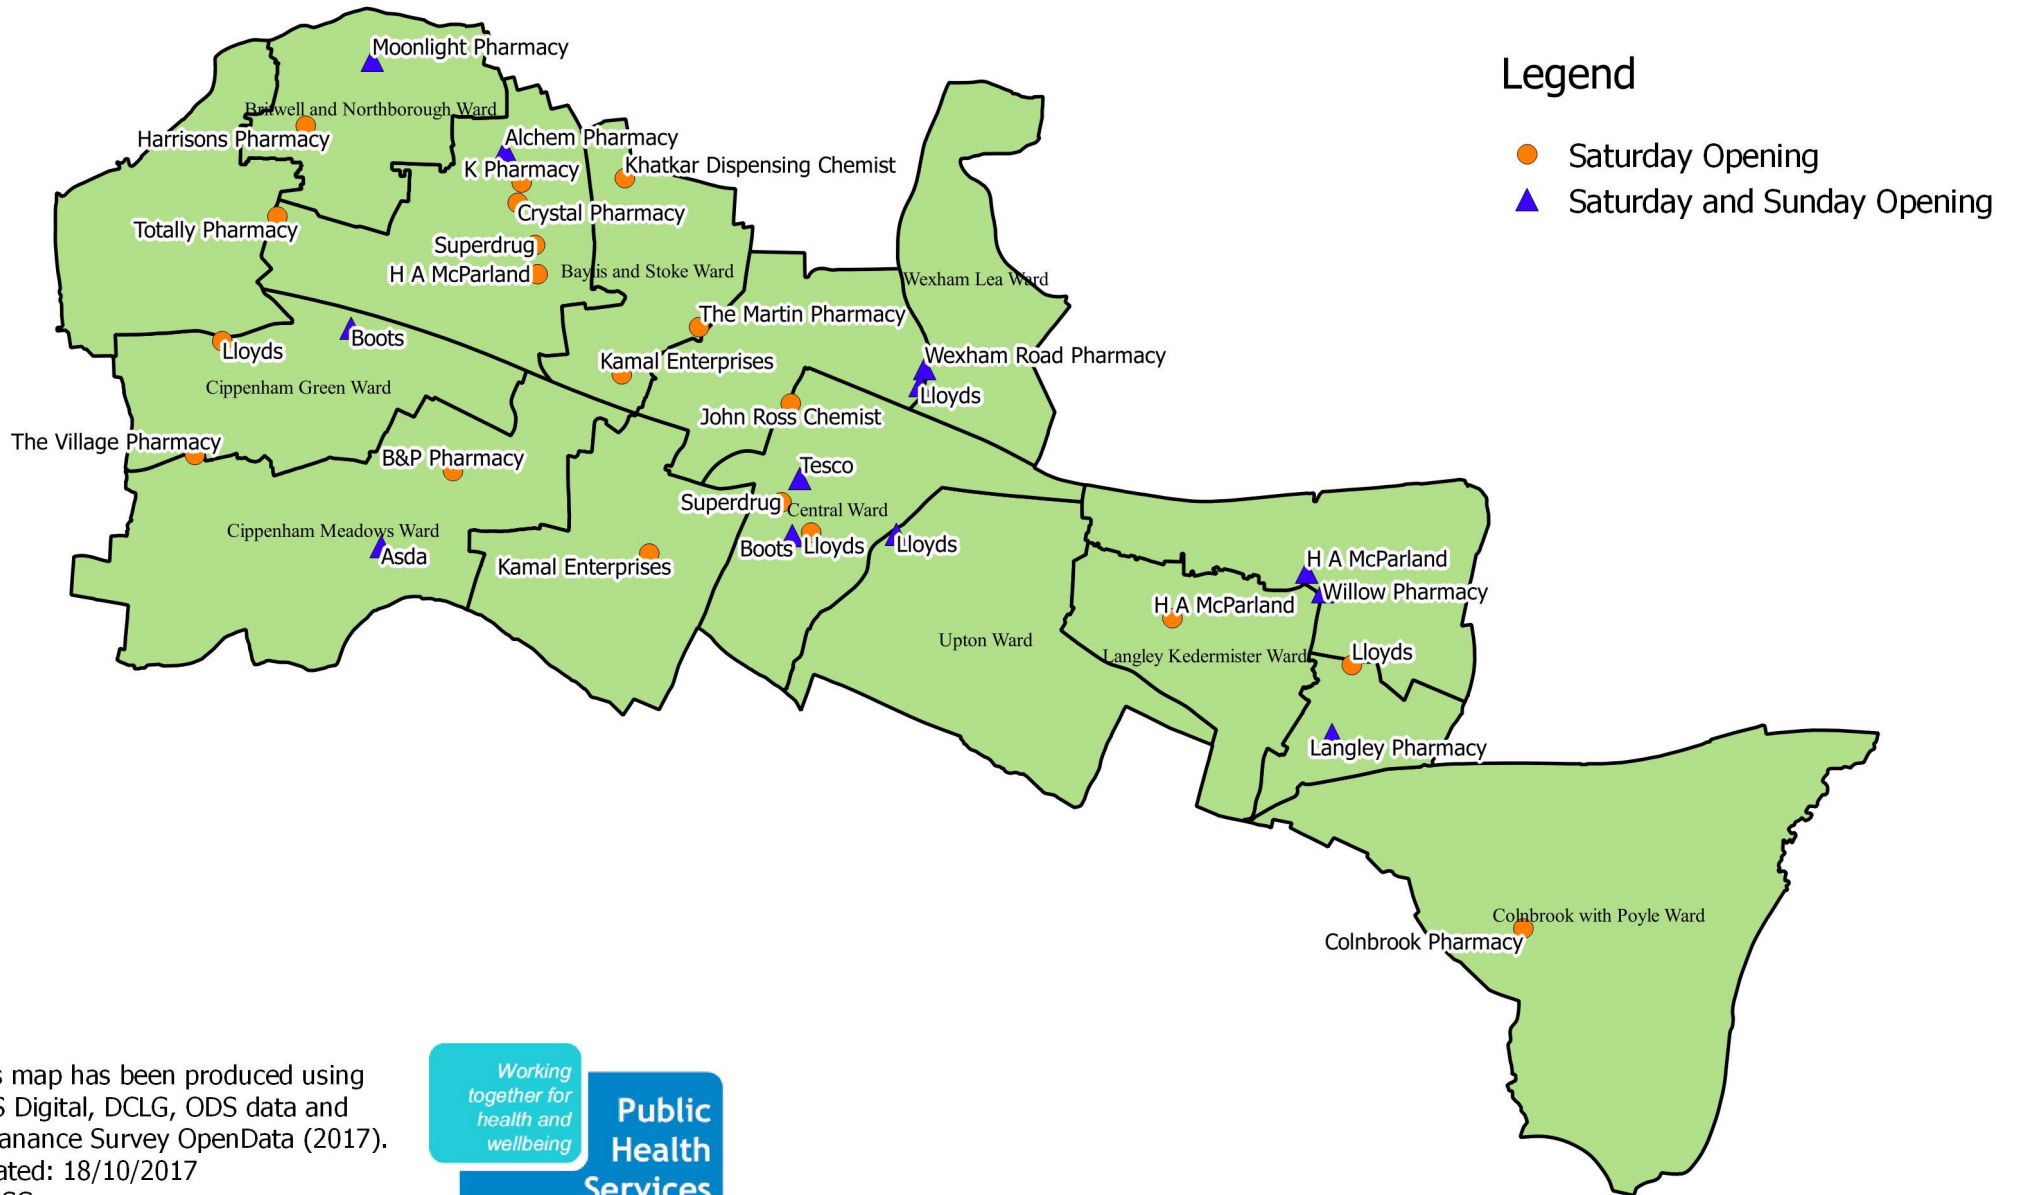 Legend
Saturday Opening
Saturday and Sunday Opening
Moonlight Pharmacy
Britwell and Northborough Ward
Harrisons Pharmacy
Alchem Pharmacy
K Pharmacy
Khatkar Dispensing Chemist
Crystal Pharmacy
Totally Pharmacy
Superdrug
H A McParland
Baylis and Stoke Ward
Wexham Lea Ward
The Martin Pharmacy
Boots
Lloyds
Kamal Enterprises
Wexham Road Pharmacy
Lloyds
Cippenham Green Ward
John Ross Chemist
The Village Pharmacy
B&P Pharmacy
Tesco
Superdrug
Central Ward
Cippenham Meadows Ward
Asda
Kamal Enterprises
Boots
Lloyds
Lloyds
H A McParland
Willow Pharmacy
H A McParland
Upton Ward
Langley Kedermister Ward
Lloyds
Langley Pharmacy
Colnbrook with Poyle Ward
Colnbrook Pharmacy
map has been produced using
Digital, DCLG, ODS data and
Survey OpenData (2017).
18/10/2017
Working
together for
health and
wellbeing
Public
Health
Services